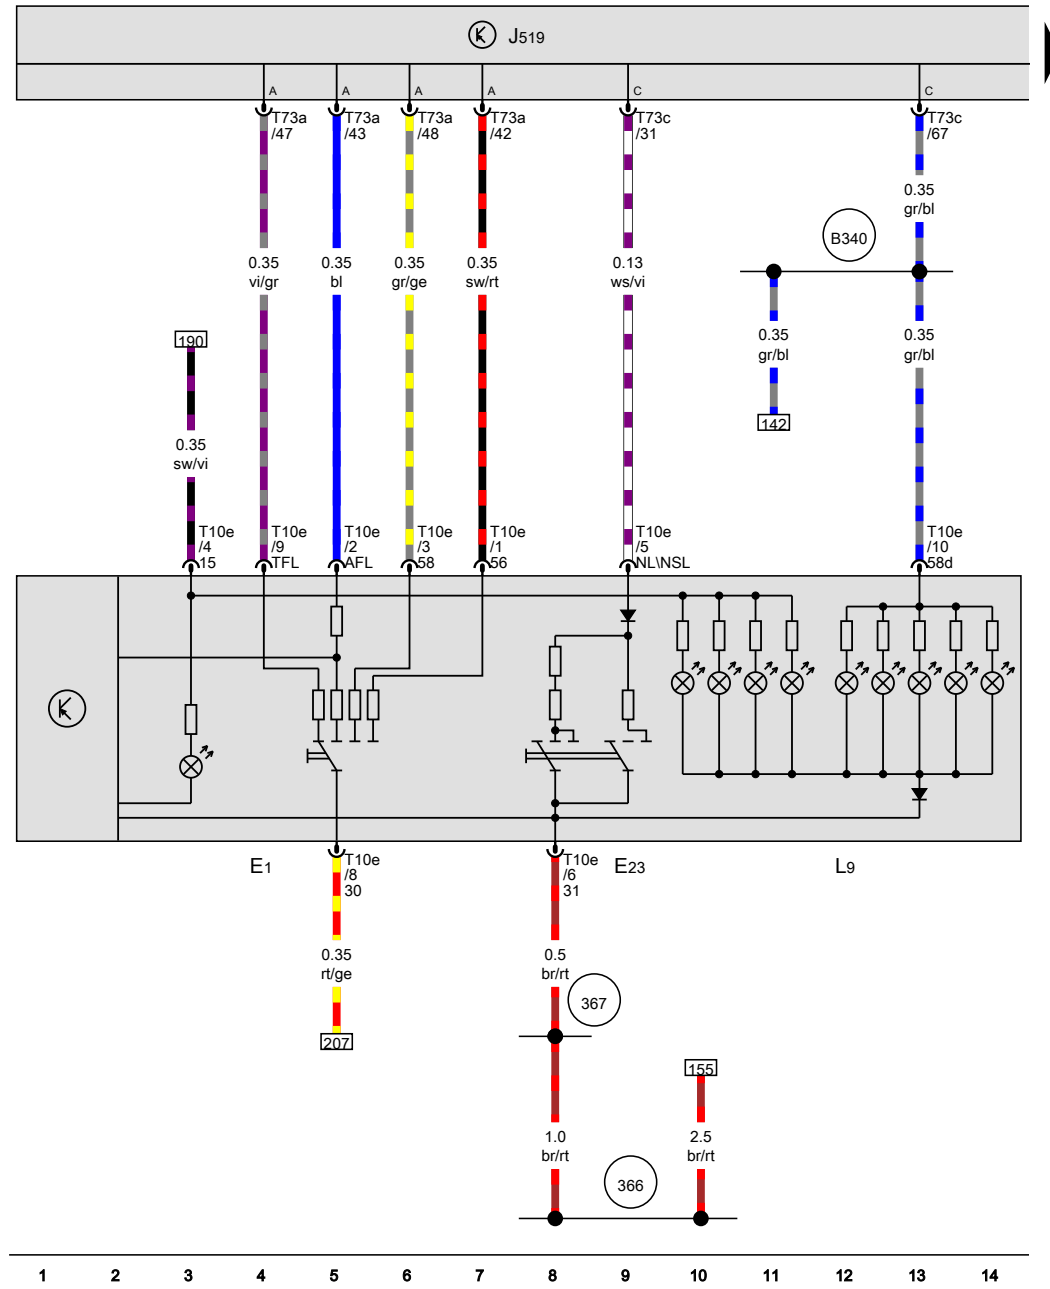 J519
A A A A C C
T73a T73a T73a T73a T73c T73c
/47 /43 /48 /42 /31 /67
0.35
gr/bl
B340
0.35 0.35 0.35 0.35 0.13
vi/gr bl gr/ge sw/rt ws/vi
190
0.35 0.35
gr/bl gr/bl
142
0.35
sw/vi
T10e T10e T10e T10e T10e T10e T10e
/4 /9 /2 /3 /1 /5 /10
15 TFL AFL 58 56 NL\NSL 58d
E1 T10e T10e E23 L9
/8 /6
30 31
0.35 0.5
rt/ge br/rt
367
207
155
1.0 2.5
br/rt br/rt
366
1 2 3 4 5 6 7 8 9 10 11 12 13 14